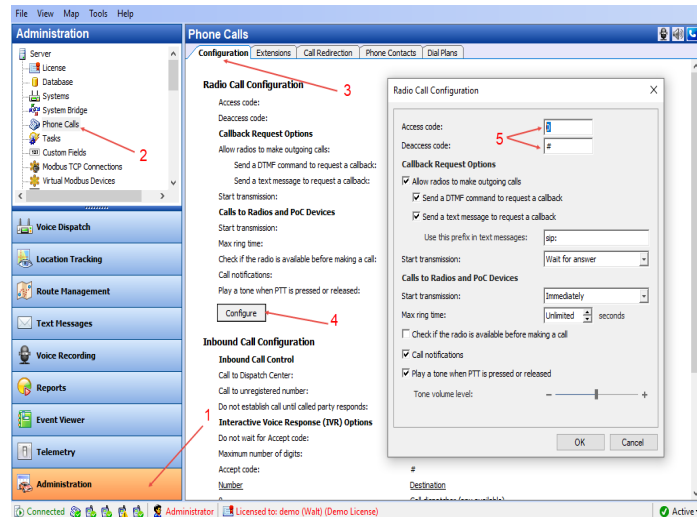 File View Map Tools Help
Administration
Server
License
Database
Systems
System Bridge
Phone Calls
Tasks
Custom Fields
Modbus TCP Connections
Virtual Modbus Devices
2
Voice Dispatch
Location Tracking
Route Management
Text Messages
Voice Recording
Reports
Event Viewer
Telemetry
1
Administration
Phone Calls
Configuration Extensions Call Redirection Phone Contacts Dial Plans
3
Radio Call Configuration
Access code:
Deaccess code:
Callback Request Options
Allow radios to make outgoing calls:
Send a DTMF command to request a callback:
Send a text message to request a callback:
Start transmission:
Calls to Radios and PoC Devices
Start transmission:
Max ring time:
Check if the radio is available before making a call:
Call notifications:
Play a tone when PTT is pressed or released:
Configure
4
Inbound Call Configuration
Inbound Call Control
Call to Dispatch Center:
Call to unregistered number:
Do not establish call until called party responds:
Interactive Voice Response (IVR) Options
Do not wait for Accept code:
Maximum number of digits:
Accept code: #
Number Destination
Radio Call Configuration X
Access code:
5
Deaccess code: #
Callback Request Options
Allow radios to make outgoing calls
Send a DTMF command to request a callback
Send a text message to request a callback
Use this prefix in text messages: sip:
Start transmission: Wait for answer
Calls to Radios and PoC Devices
Start transmission: Immediately
Max ring time: Unlimited seconds
Check if the radio is available before making a call
Call notifications
Play a tone when PTT is pressed or released
Tone volume level: - +
OK Cancel
Connected Administrator Licensed to: demo (Walt) (Demo License) Active